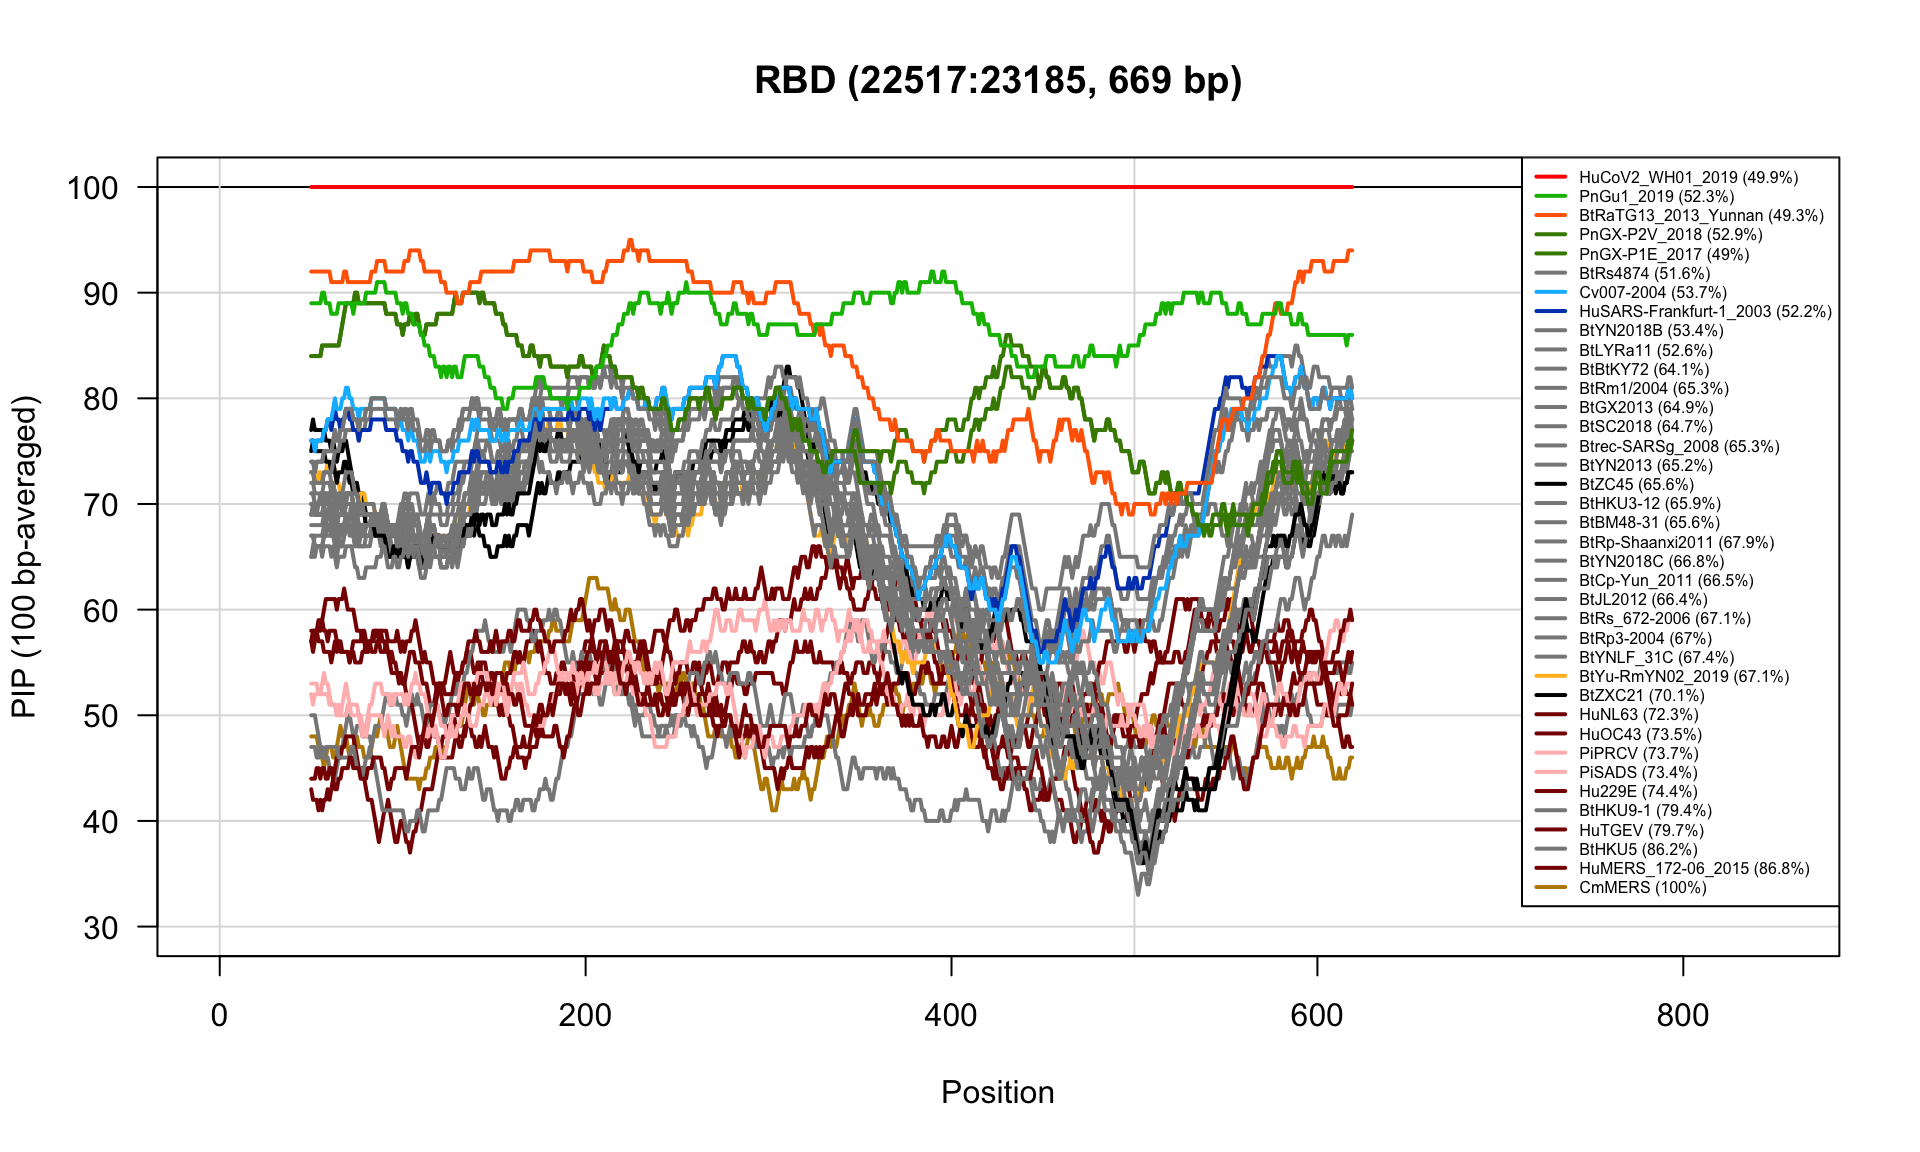 RBD (22517:23185, 669 bp)
PIP (100 bp-averaged)
100
90
80
70
60
50
40
30
HuCoV2_WH01_2019 (49.9%)
PnGu1_2019 (52.3%)
BtRaTG13_2013_Yunnan (49.3%)
PnGX-P2V_2018 (52.9%)
PnGX-P1E_2017 (49%)
BtRs4874 (51.6%)
Cv007-2004 (53.7%)
HuSARS-Frankfurt-1_2003 (52.2%)
BtYN2018B (53.4%)
BtLYRa11 (52.6%)
BtBtKY72 (64.1%)
BtRm1/2004 (65.3%)
BtGX2013 (64.9%)
BtSC2018 (64.7%)
Btrec-SARSg_2008 (65.3%)
BtYN2013 (65.2%)
BtZC45 (65.6%)
BtHKU3-12 (65.9%)
BtBM48-31 (65.6%)
BtRp-Shaanxi2011 (67.9%)
BtYN2018C (66.8%)
BtCp-Yun_2011 (66.5%)
BtJL2012 (66.4%)
BtRs_672-2006 (67.1%)
BtRp3-2004 (67%)
BtYNLF_31C (67.4%)
BtYu-RmYN02_2019 (67.1%)
BtZXC21 (70.1%)
HuNL63 (72.3%)
HuOC43 (73.5%)
PiPRCV (73.7%)
PiSADS (73.4%)
Hu229E (74.4%)
BtHKU9-1 (79.4%)
HuTGEV (79.7%)
BtHKU5 (86.2%)
HuMERS_172-06_2015 (86.8%)
CmMERS (100%)
0
200
400
600
800
Position